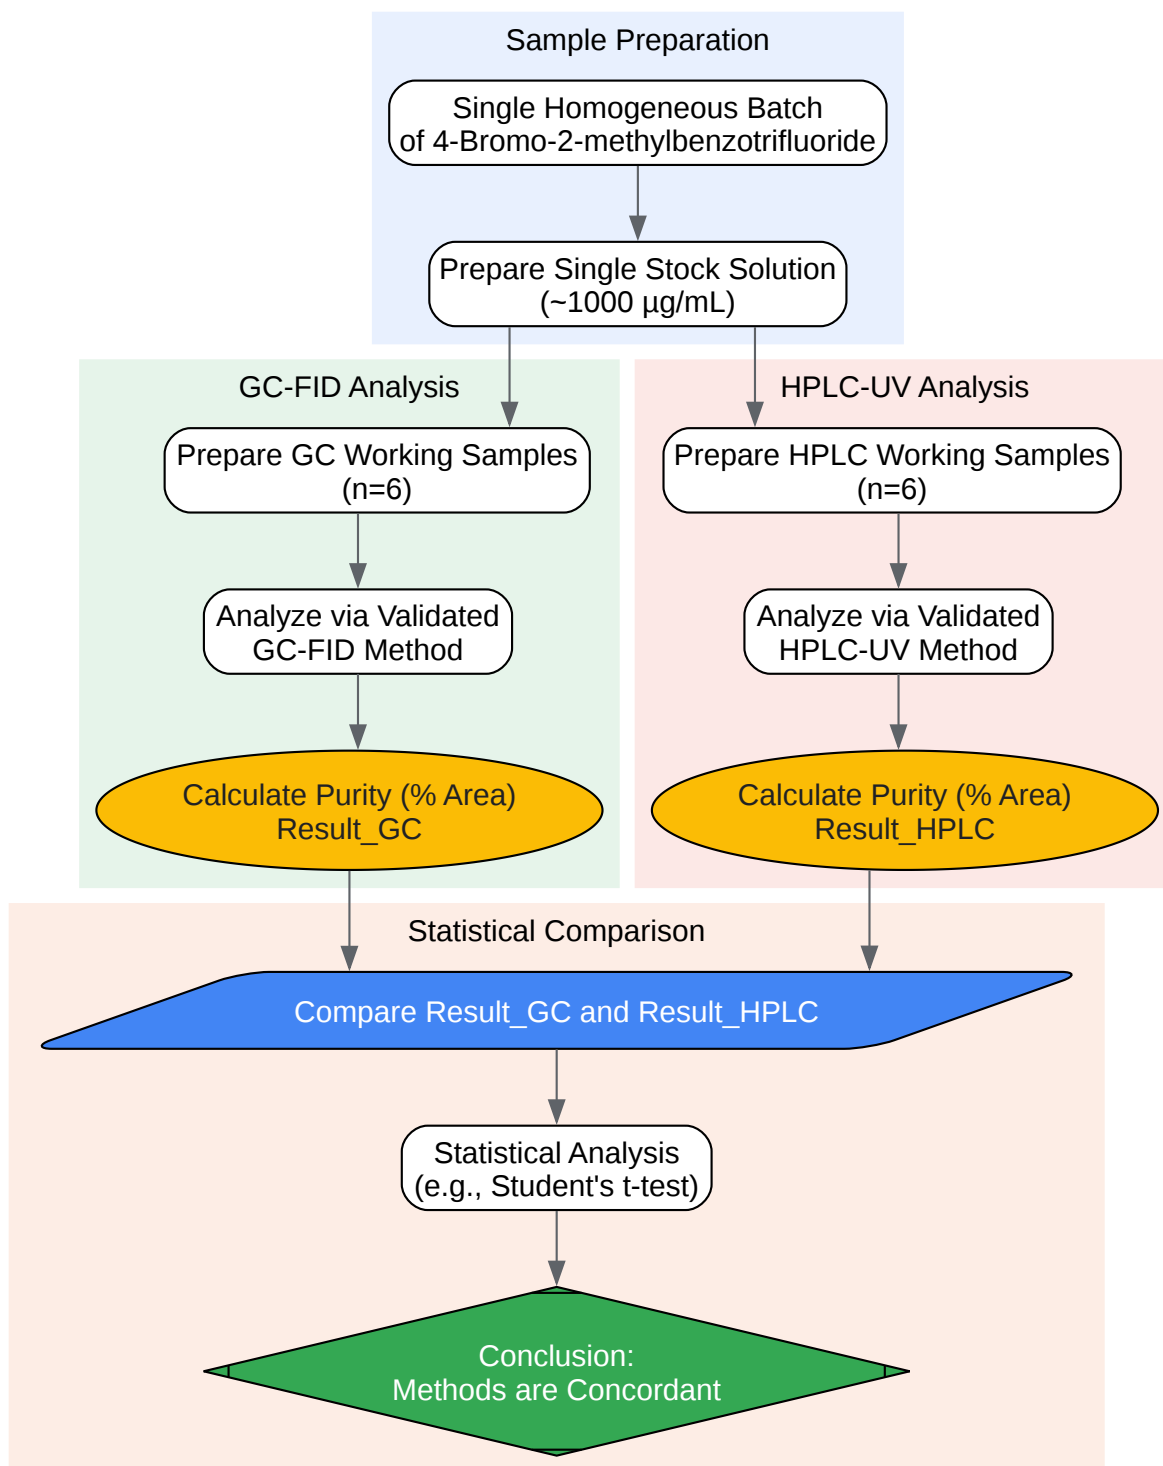 Sample Preparation
Single Homogeneous Batch
of 4-Bromo-2-methylbenzotrifluoride
Prepare Single Stock Solution
(~1000 µg/mL)
GC-FID Analysis
Prepare GC Working Samples
(n=6)
Analyze via Validated
GC-FID Method
Calculate Purity (% Area)
Result_GC
HPLC-UV Analysis
Prepare HPLC Working Samples
(n=6)
Analyze via Validated
HPLC-UV Method
Calculate Purity (% Area)
Result_HPLC
Statistical Comparison
Compare Result_GC and Result_HPLC
Statistical Analysis
(e.g., Student's t-test)
Conclusion:
Methods are Concordant